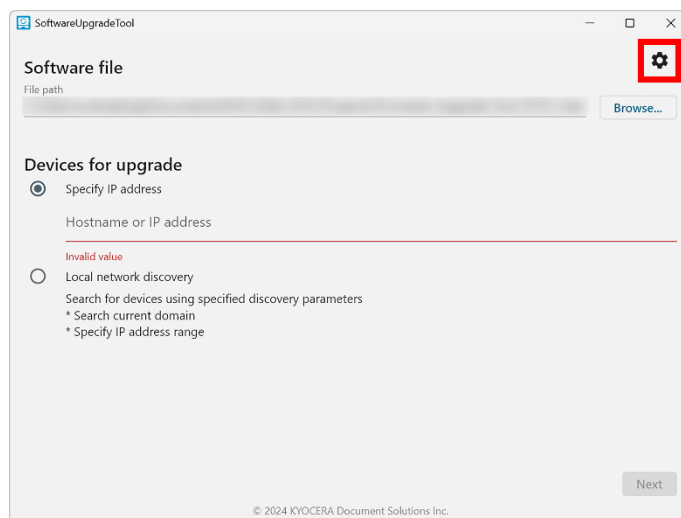 SoftwareUpgradeTool
Software file
File path
Browse...
Devices for upgrade
Specify IP address
Hostname or IP address
Invalid value
Local network discovery
Search for devices using specified discovery parameters
* Search current domain
* Specify IP address range
Next
© 2024 KYOCERA Document Solutions Inc.